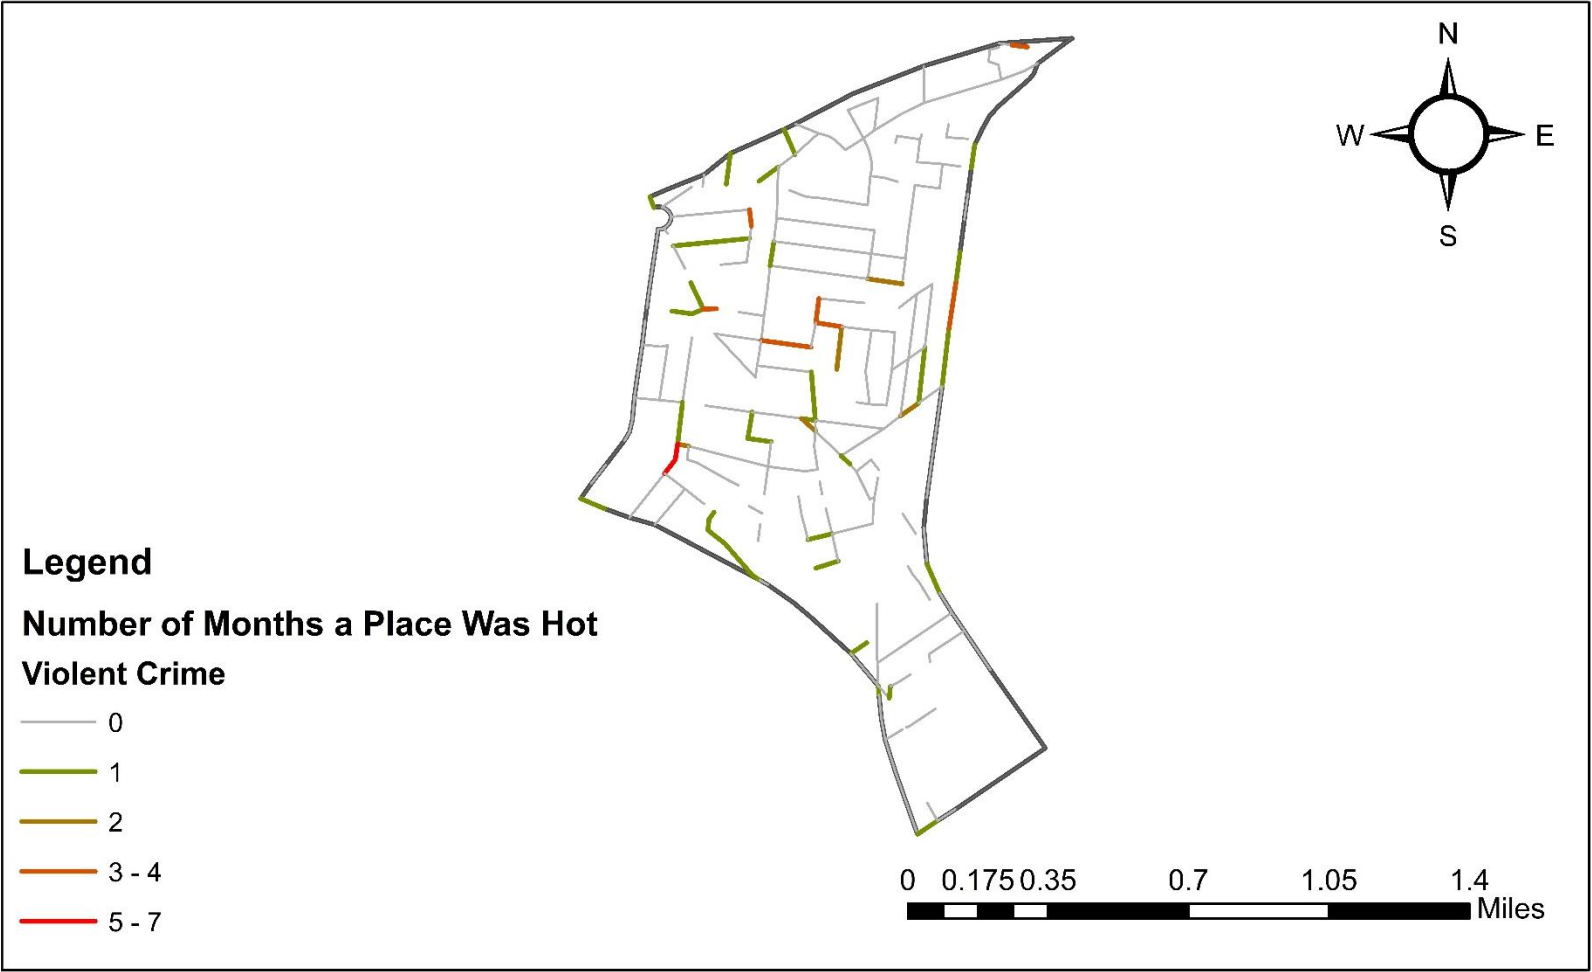 N
W E
S
Legend
Number of Months a Place Was Hot
Violent Crime
0
1
2
3 - 4
5 - 7
0 0.175 0.35 0.7 1.05 1.4
Miles